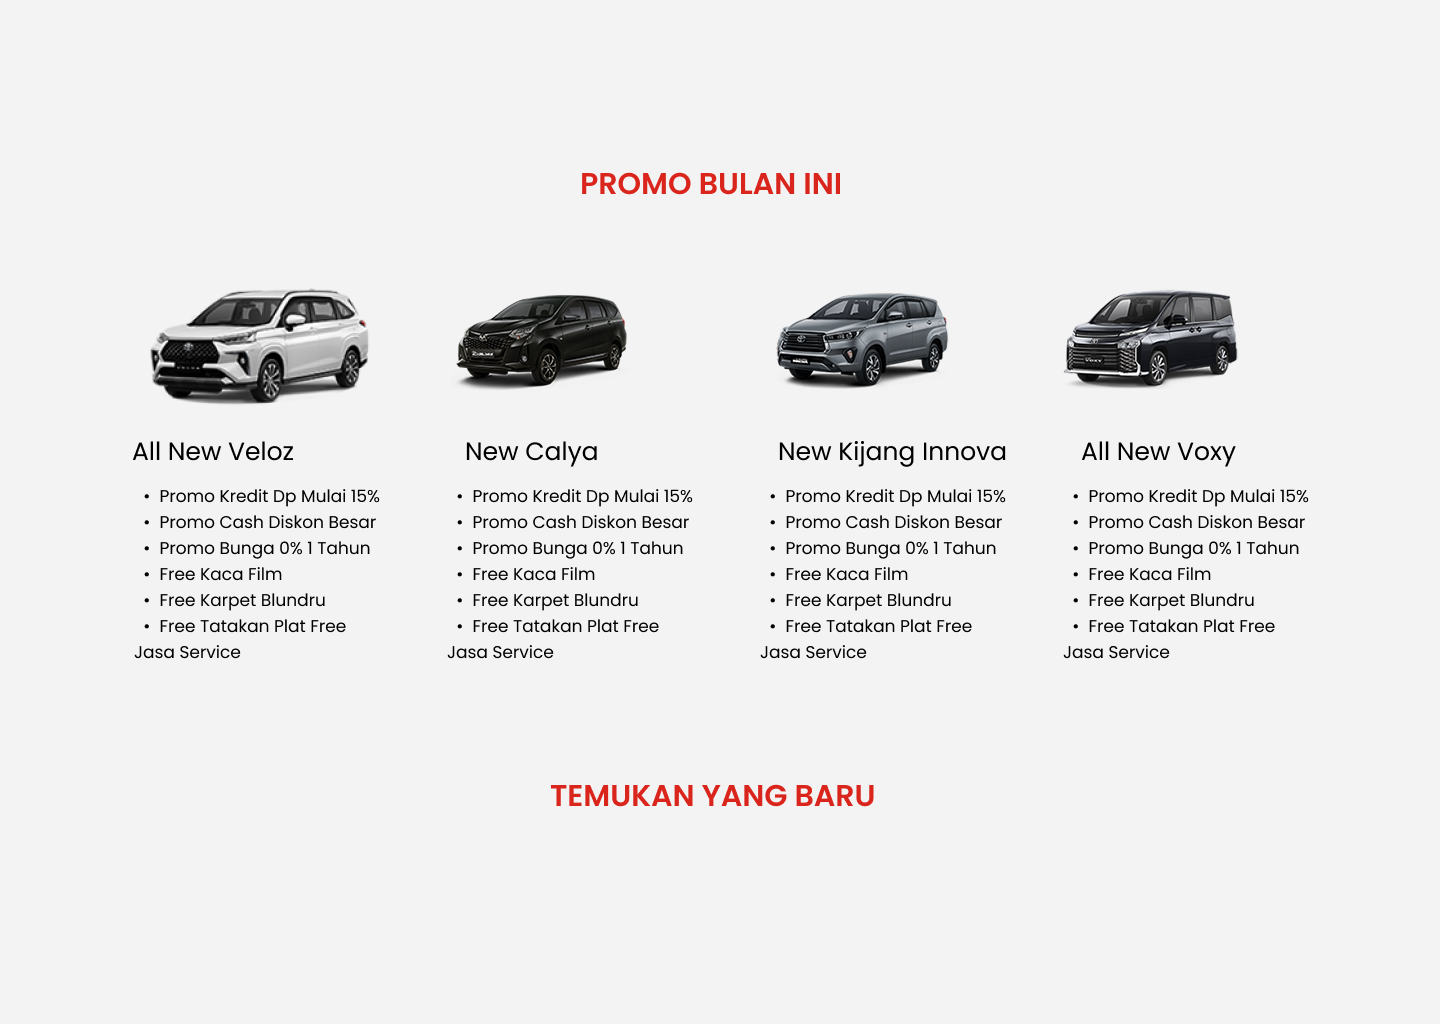 PROMO BULAN INI
All New Veloz
• Promo Kredit Dp Mulai 15%
• Promo Cash Diskon Besar
• Promo Bunga 0% 1 Tahun
• Free Kaca Film
• Free Karpet Blundru
• Free Tatakan Plat Free
Jasa Service
New Calya
• Promo Kredit Dp Mulai 15%
• Promo Cash Diskon Besar
• Promo Bunga 0% 1 Tahun
• Free Kaca Film
• Free Karpet Blundru
• Free Tatakan Plat Free
Jasa Service
New Kijang Innova
• Promo Kredit Dp Mulai 15%
• Promo Cash Diskon Besar
• Promo Bunga 0% 1 Tahun
• Free Kaca Film
• Free Karpet Blundru
• Free Tatakan Plat Free
Jasa Service
VOXY
All New Voxy
• Promo Kredit Dp Mulai 15%
• Promo Cash Diskon Besar
• Promo Bunga 0% 1 Tahun
• Free Kaca Film
• Free Karpet Blundru
• Free Tatakan Plat Free
Jasa Service
TEMUKAN YANG BARU